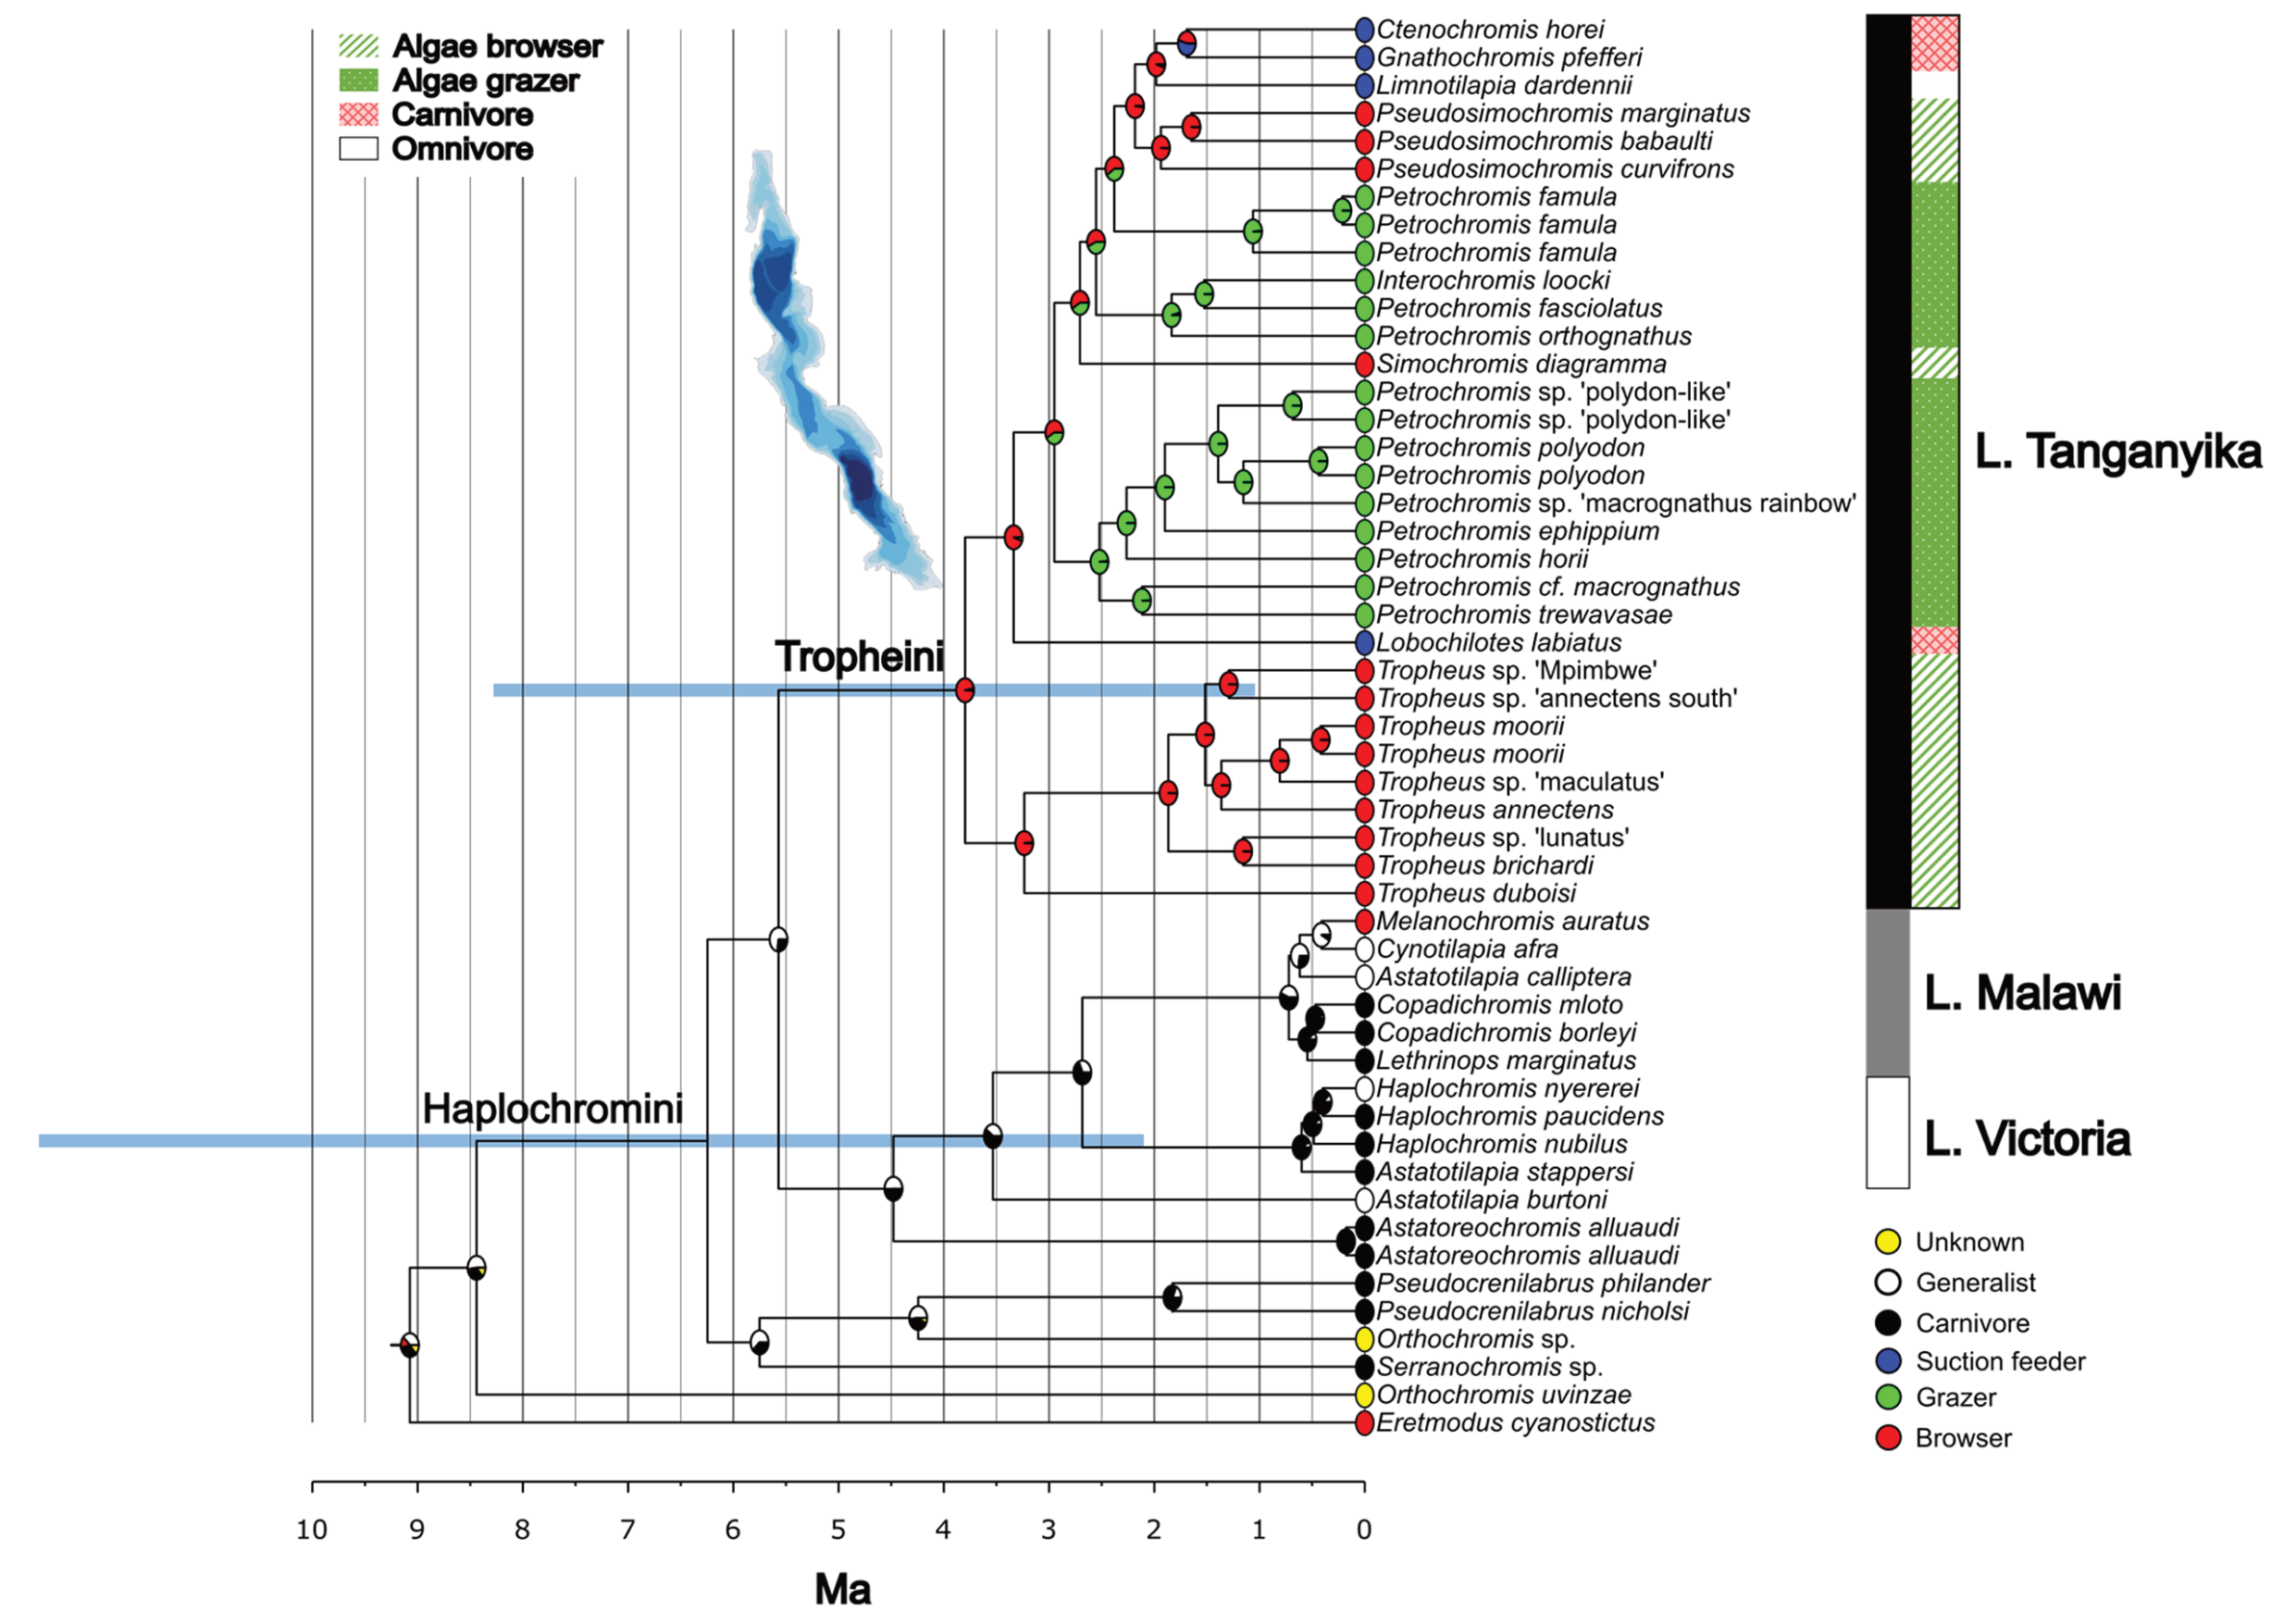 Algae browser
Algae grazer
Carnivore
Omnivore
Ctenochromis horei
Gnathochromis pfefferi
Limnotilapia dardennii
Pseudosimochromis marginatus
Pseudosimochromis babaulti
Pseudosimochromis curvifrons
Petrochromis famula
Petrochromis famula
Petrochromis famula
Interochromis loocki
Petrochromis fasciolatus
Petrochromis orthognathus
Simochromis diagramma
Petrochromis sp. 'polydon-like'
Petrochromis sp. 'polydon-like'
Petrochromis polyodon
Petrochromis polyodon
Petrochromis sp. 'macrognathus rainbow'
Petrochromis ephippium
Petrochromis horii
Petrochromis cf. macrognathus
Petrochromis trewavasae
Lobochilotes labiatus
Tropheus sp. 'Mpimbwe'
Tropheus sp. 'annectens south'
Tropheus moorii
Tropheus moorii
Tropheus sp. 'maculatus'
Tropheus annectens
Tropheus sp. 'lunatus'
Tropheus brichardi
Tropheus duboisi
Melanochromis auratus
Cynotilapia afra
Astatotilapia calliptera
Copadichromis mloto
Copadichromis borleyi
Lethrinops marginatus
Haplochromis nyererei
Haplochromis paucidens
Haplochromis nubilus
Astatotilapia stappersi
Astatotilapia burtoni
Astatoreochromis alluaudi
Astatoreochromis alluaudi
Pseudocrenilabrus philander
Pseudocrenilabrus nicholsi
Orthochromis sp.
Serranochromis sp.
Orthochromis uvinzae
Eretmodus cyanostictus
Tropheini
Haplochromini
L. Tanganyika
L. Malawi
L. Victoria
Unknown
Generalist
Carnivore
Suction feeder
Grazer
Browser
10 9 8 7 6 5 4 3 2 1 0
Ma